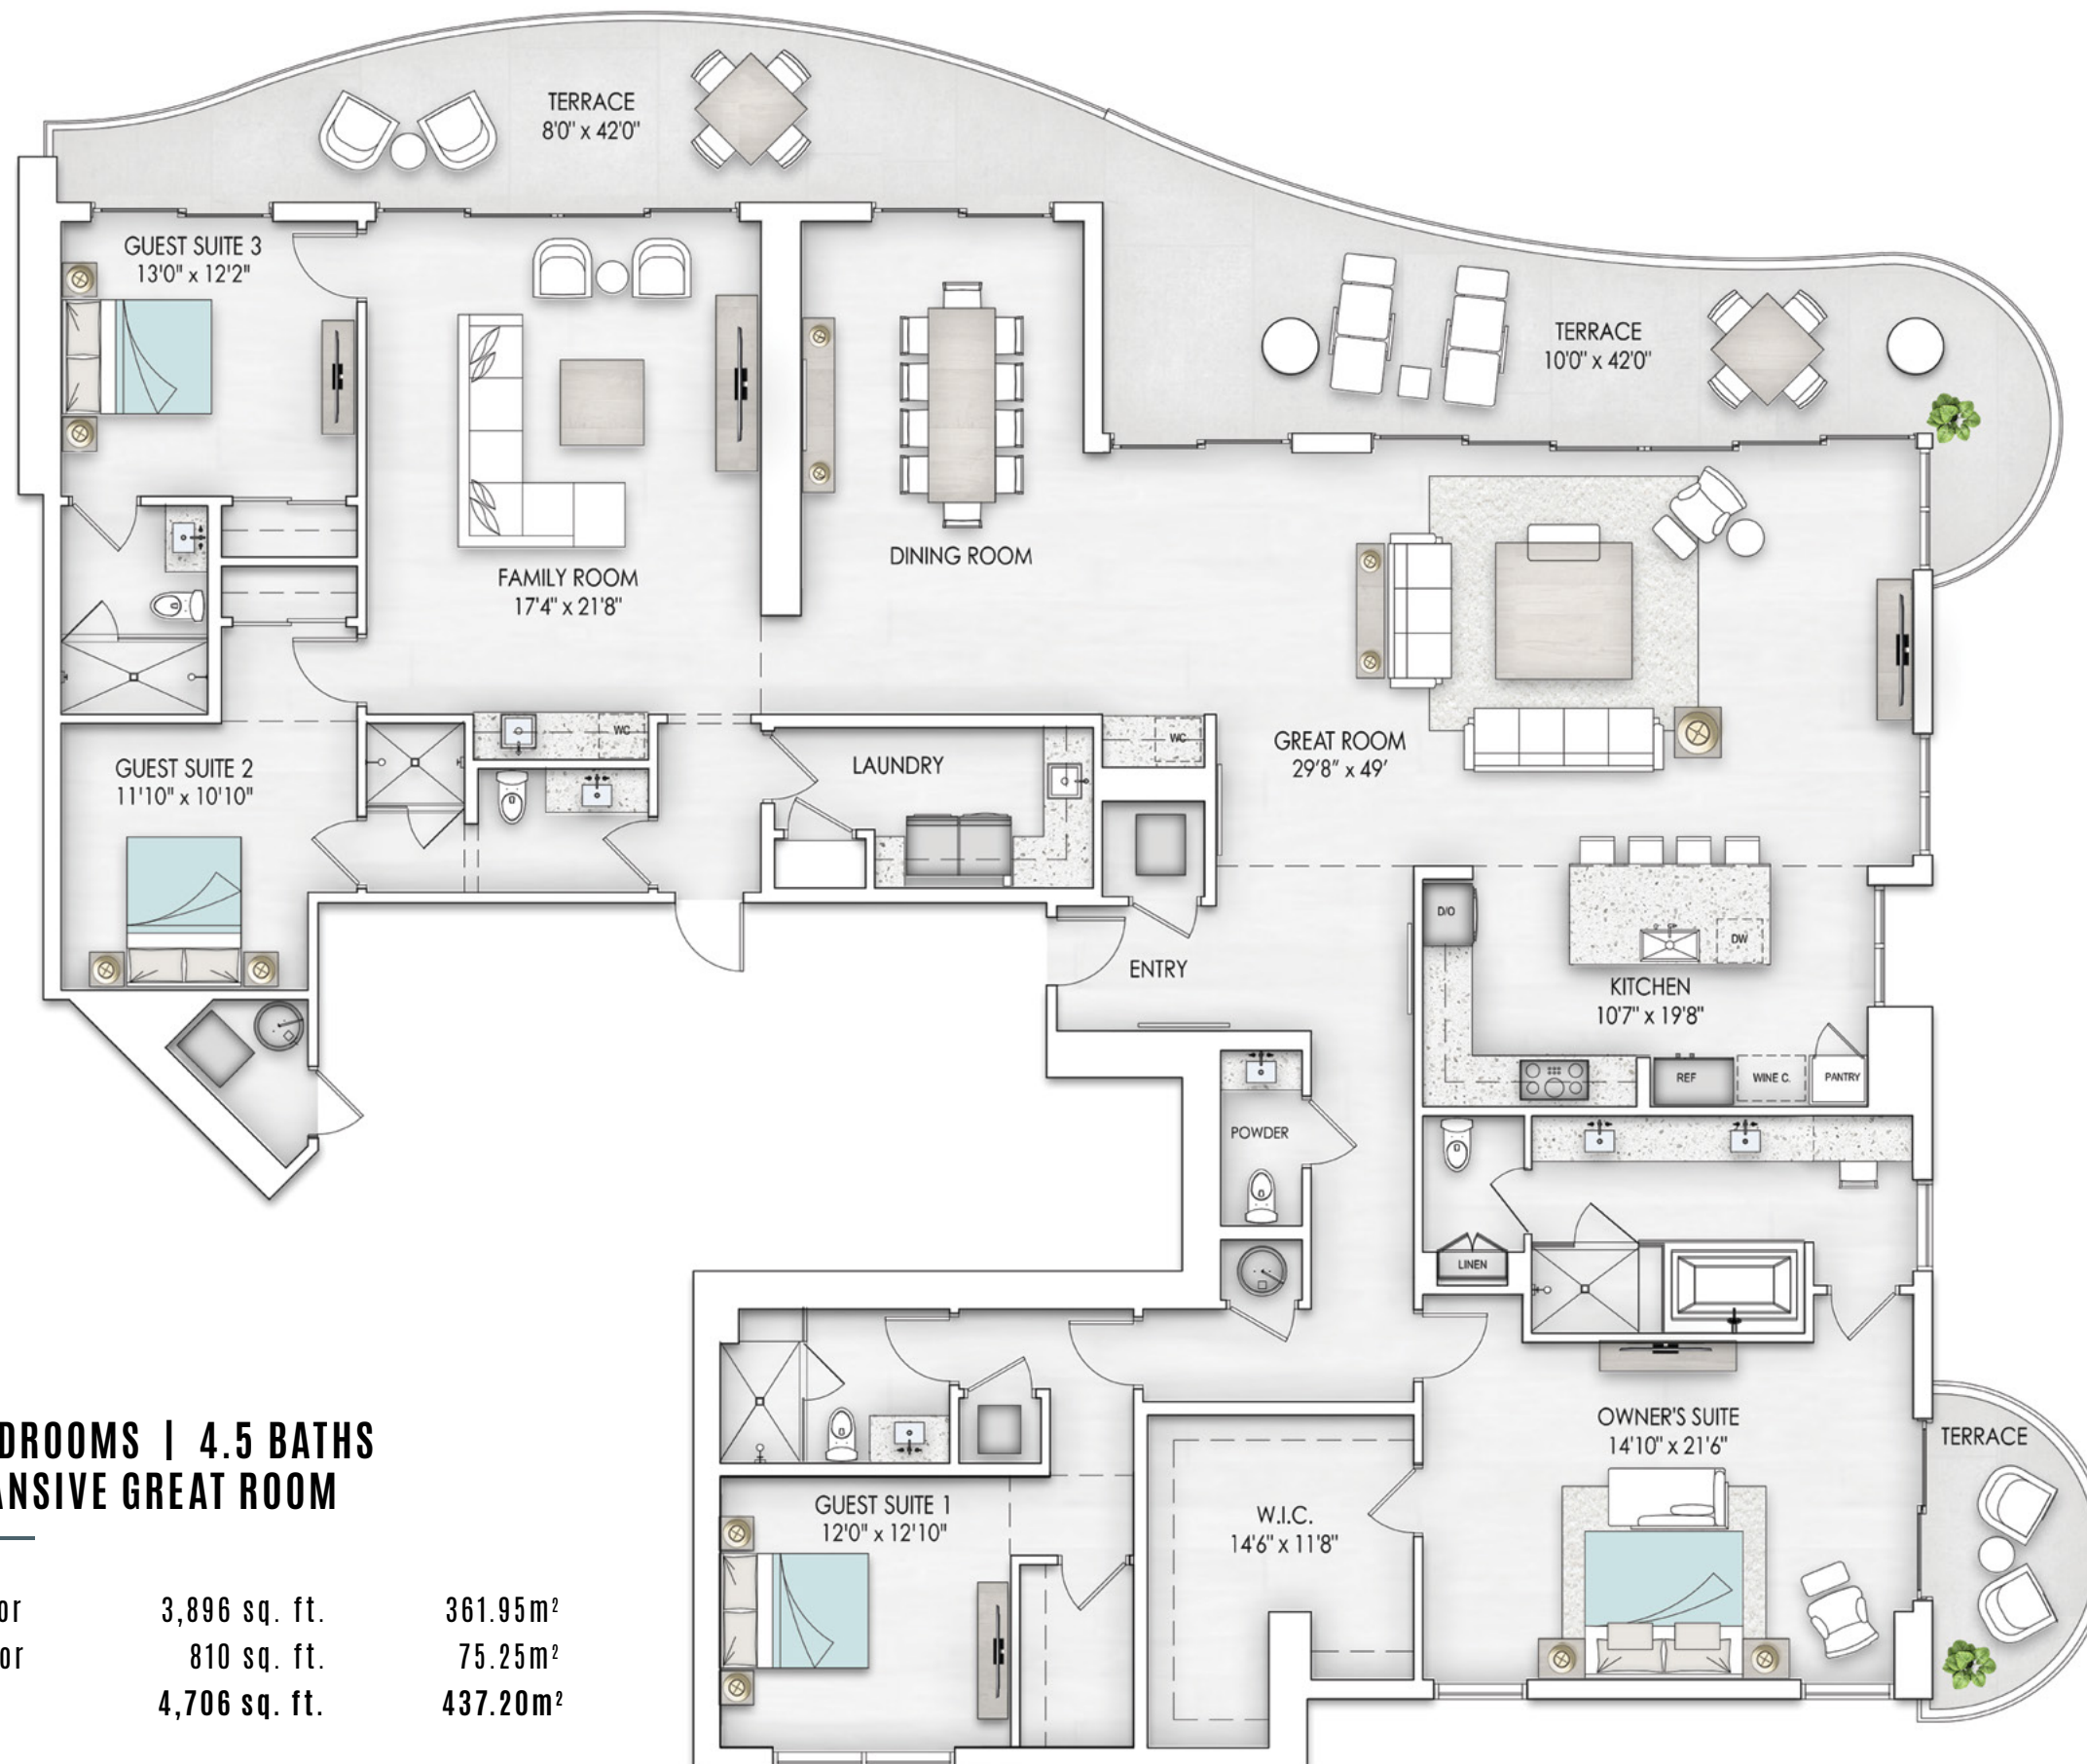 TERRACE
8'0" x 42'0"
GUEST SUITE 3
13'0" x 12'2"
TERRACE
10'0" x 42'0"
DINING ROOM
FAMILY ROOM
17'4" x 21'8"
WC
WC
GREAT ROOM
29'8" x 49'
LAUNDRY
GUEST SUITE 2
11'10" x 10'10"
D/O
DW
ENTRY
KITCHEN
10'7" x 19'8"
REF
WINE C.
PANTRY
POWDER
LINEN
OWNER'S SUITE
14'10" x 21'6"
TERRACE
GUEST SUITE 1
12'0" x 12'10"
W.I.C.
14'6" x 11'8"
DROOMS | 4.5 BATHS
ANSIVE GREAT ROOM
or 3,896 sq. ft. 361.95m²
or 810 sq. ft. 75.25m²
4,706 sq. ft. 437.20m²